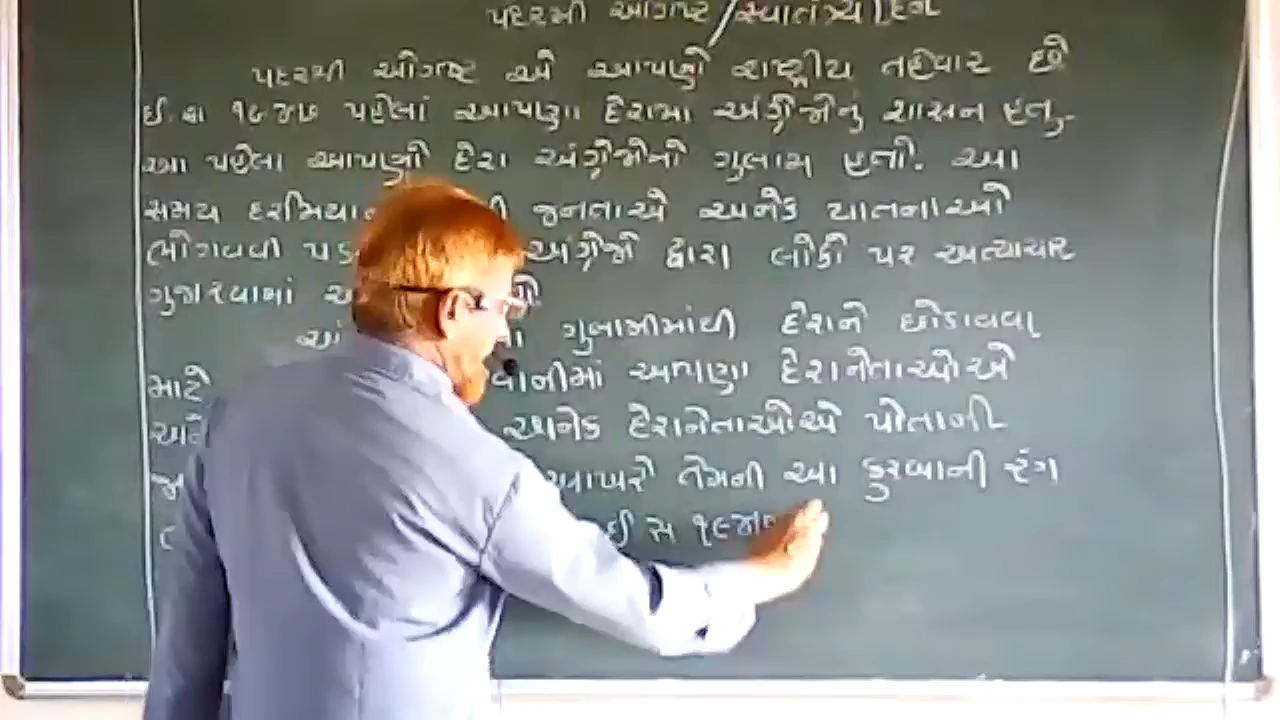 પંદરમી ઓગષ્ટ / સ્વાતંત્ર્ય દિન
પંદરમી ઓગષ્ટ એ આપણો રાષ્ટ્રીય તહેવાર છે
ઈ. સ ૧૯૪૭ પહેલાં આપણા દેશમા અંગ્રેજોનું શાસન હતુ.
આ પહેલા આપણો દેશ અંગ્રેજોનો ગુલામ હતો. આ
સમય દરમિયાન ની જનતાએ અનેક યાતનાઓ
ભોગવવી અંગ્રેજો દ્વારા લોકો પર અત્યાચાર
ગુજારવામાં
ગુલામીમાંથી દેશને છોડાવવા
માટે આપણા દેશનેતાઓએ
અનેક દેશનેતાઓએ પોતાની
આખરે તેમની આ કુરબાની રંગ
ઈ સ ૧૯૪૭